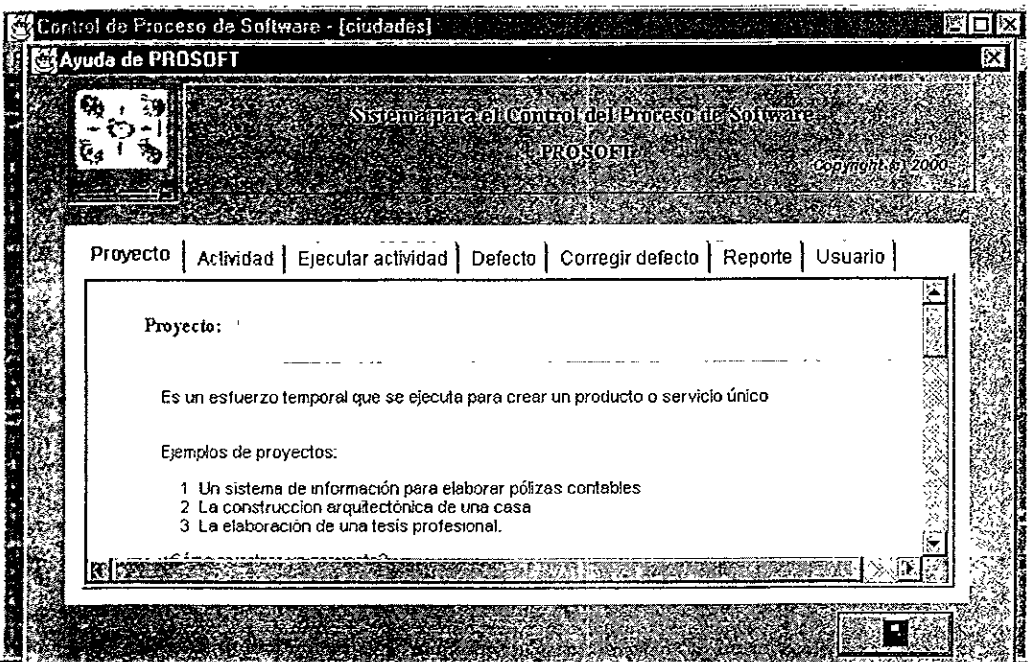 Control de Proceso de Software - [ciudades]
Ayuda de PROSOFT
Sistema para el Control del Proceso de Software
PROSOFT
Copyright (c) 2000
Proyecto | Actividad | Ejecutar actividad | Defecto | Corregir defecto | Reporte | Usuario
Proyecto:
Es un esfuerzo temporal que se ejecuta para crear un producto o servicio único
Ejemplos de proyectos:
1 Un sistema de información para elaborar pólizas contables
2 La construccion arquitectónica de una casa
3 La elaboración de una tesis profesional.